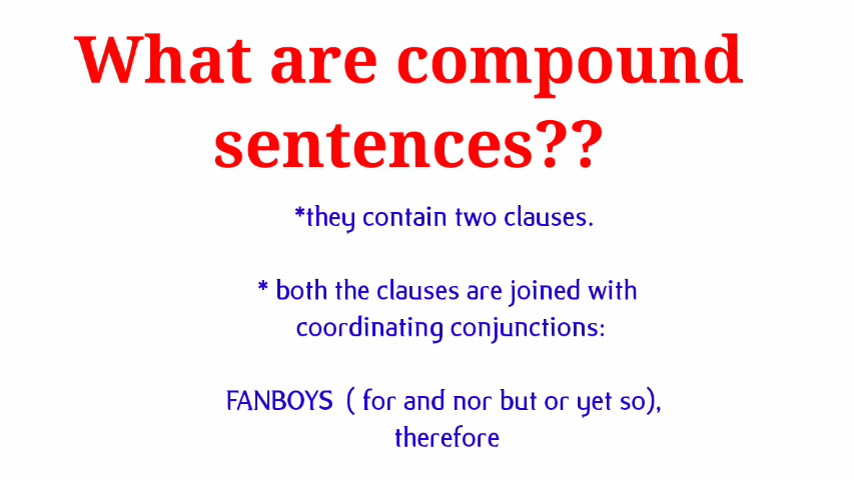 What are compound
sentences??
*they contain two clauses.
* both the clauses are joined with
coordinating conjunctions:
FANBOYS ( for and nor but or yet so),
therefore